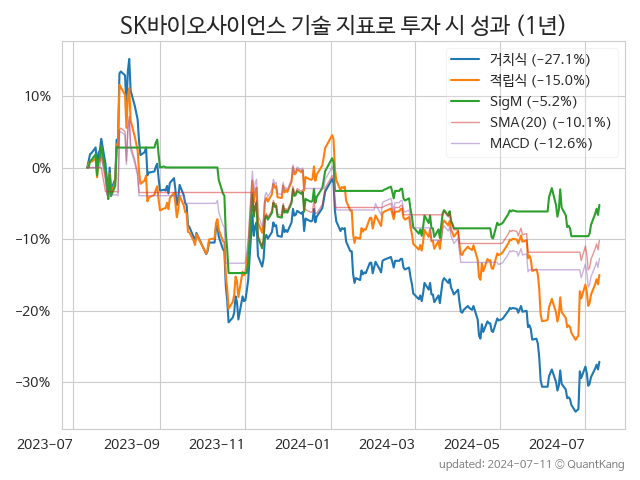 SK바이오사이언스 기술 지표로 투자 시 성과 (1년)
거치식 (−27.1%)
적립식 (−15.0%)
SigM (−5.2%)
SMA(20) (−10.1%)
MACD (−12.6%)
10%
0%
−10%
−20%
−30%
2023-07 2023-09 2023-11 2024-01 2024-03 2024-05 2024-07
updated: 2024-07-11 © QuantKang